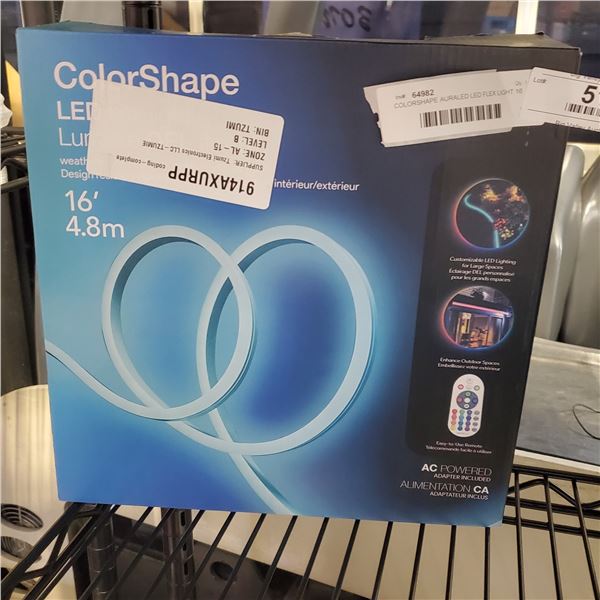 ColorShape
LED
Lu
weath
Design
intérieur/extérieur
16'
4.8m
914AXURPP
coding--complete
SUPPLIER: Tzumi Electronics LLC -TZUMIE
ZONE: AL - 15
LEVEL: B
BIN: TZUMI
64982
COLORSHAPE AURALED LED FLEX LIGHT 16
Lot#
Customizable LED Lighting
for Large Spaces
Éclairage DEL personnalisé
pour les grands espaces
Enhance Outdoor Spaces
Embellissez votre extérieur
Easy-to-Use Remote
Télécommande facile à utiliser
AC POWERED
ADAPTER INCLUDED
ALIMENTATION CA
ADAPTATEUR INCLUS